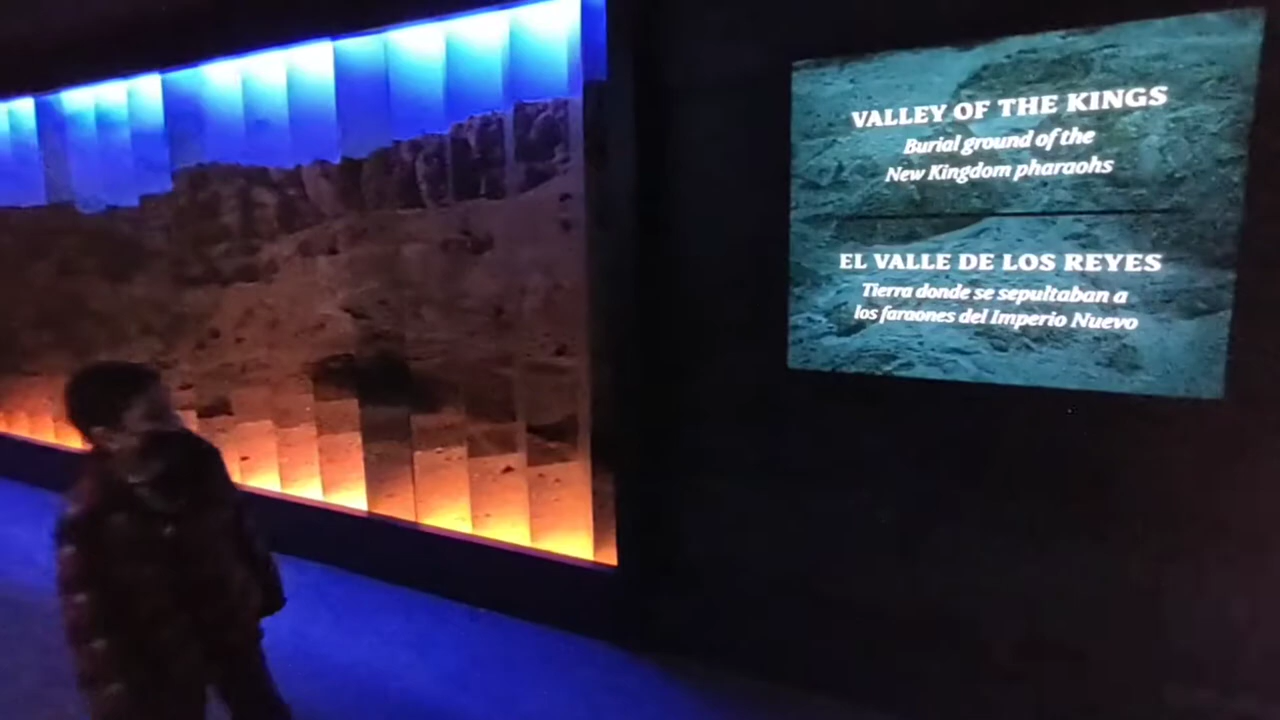 VALLEY OF THE KINGS
Burial ground of the
New Kingdom pharaohs
EL VALLE DE LOS REYES
Tierra donde se sepultaban a
los faraones del Imperio Nuevo